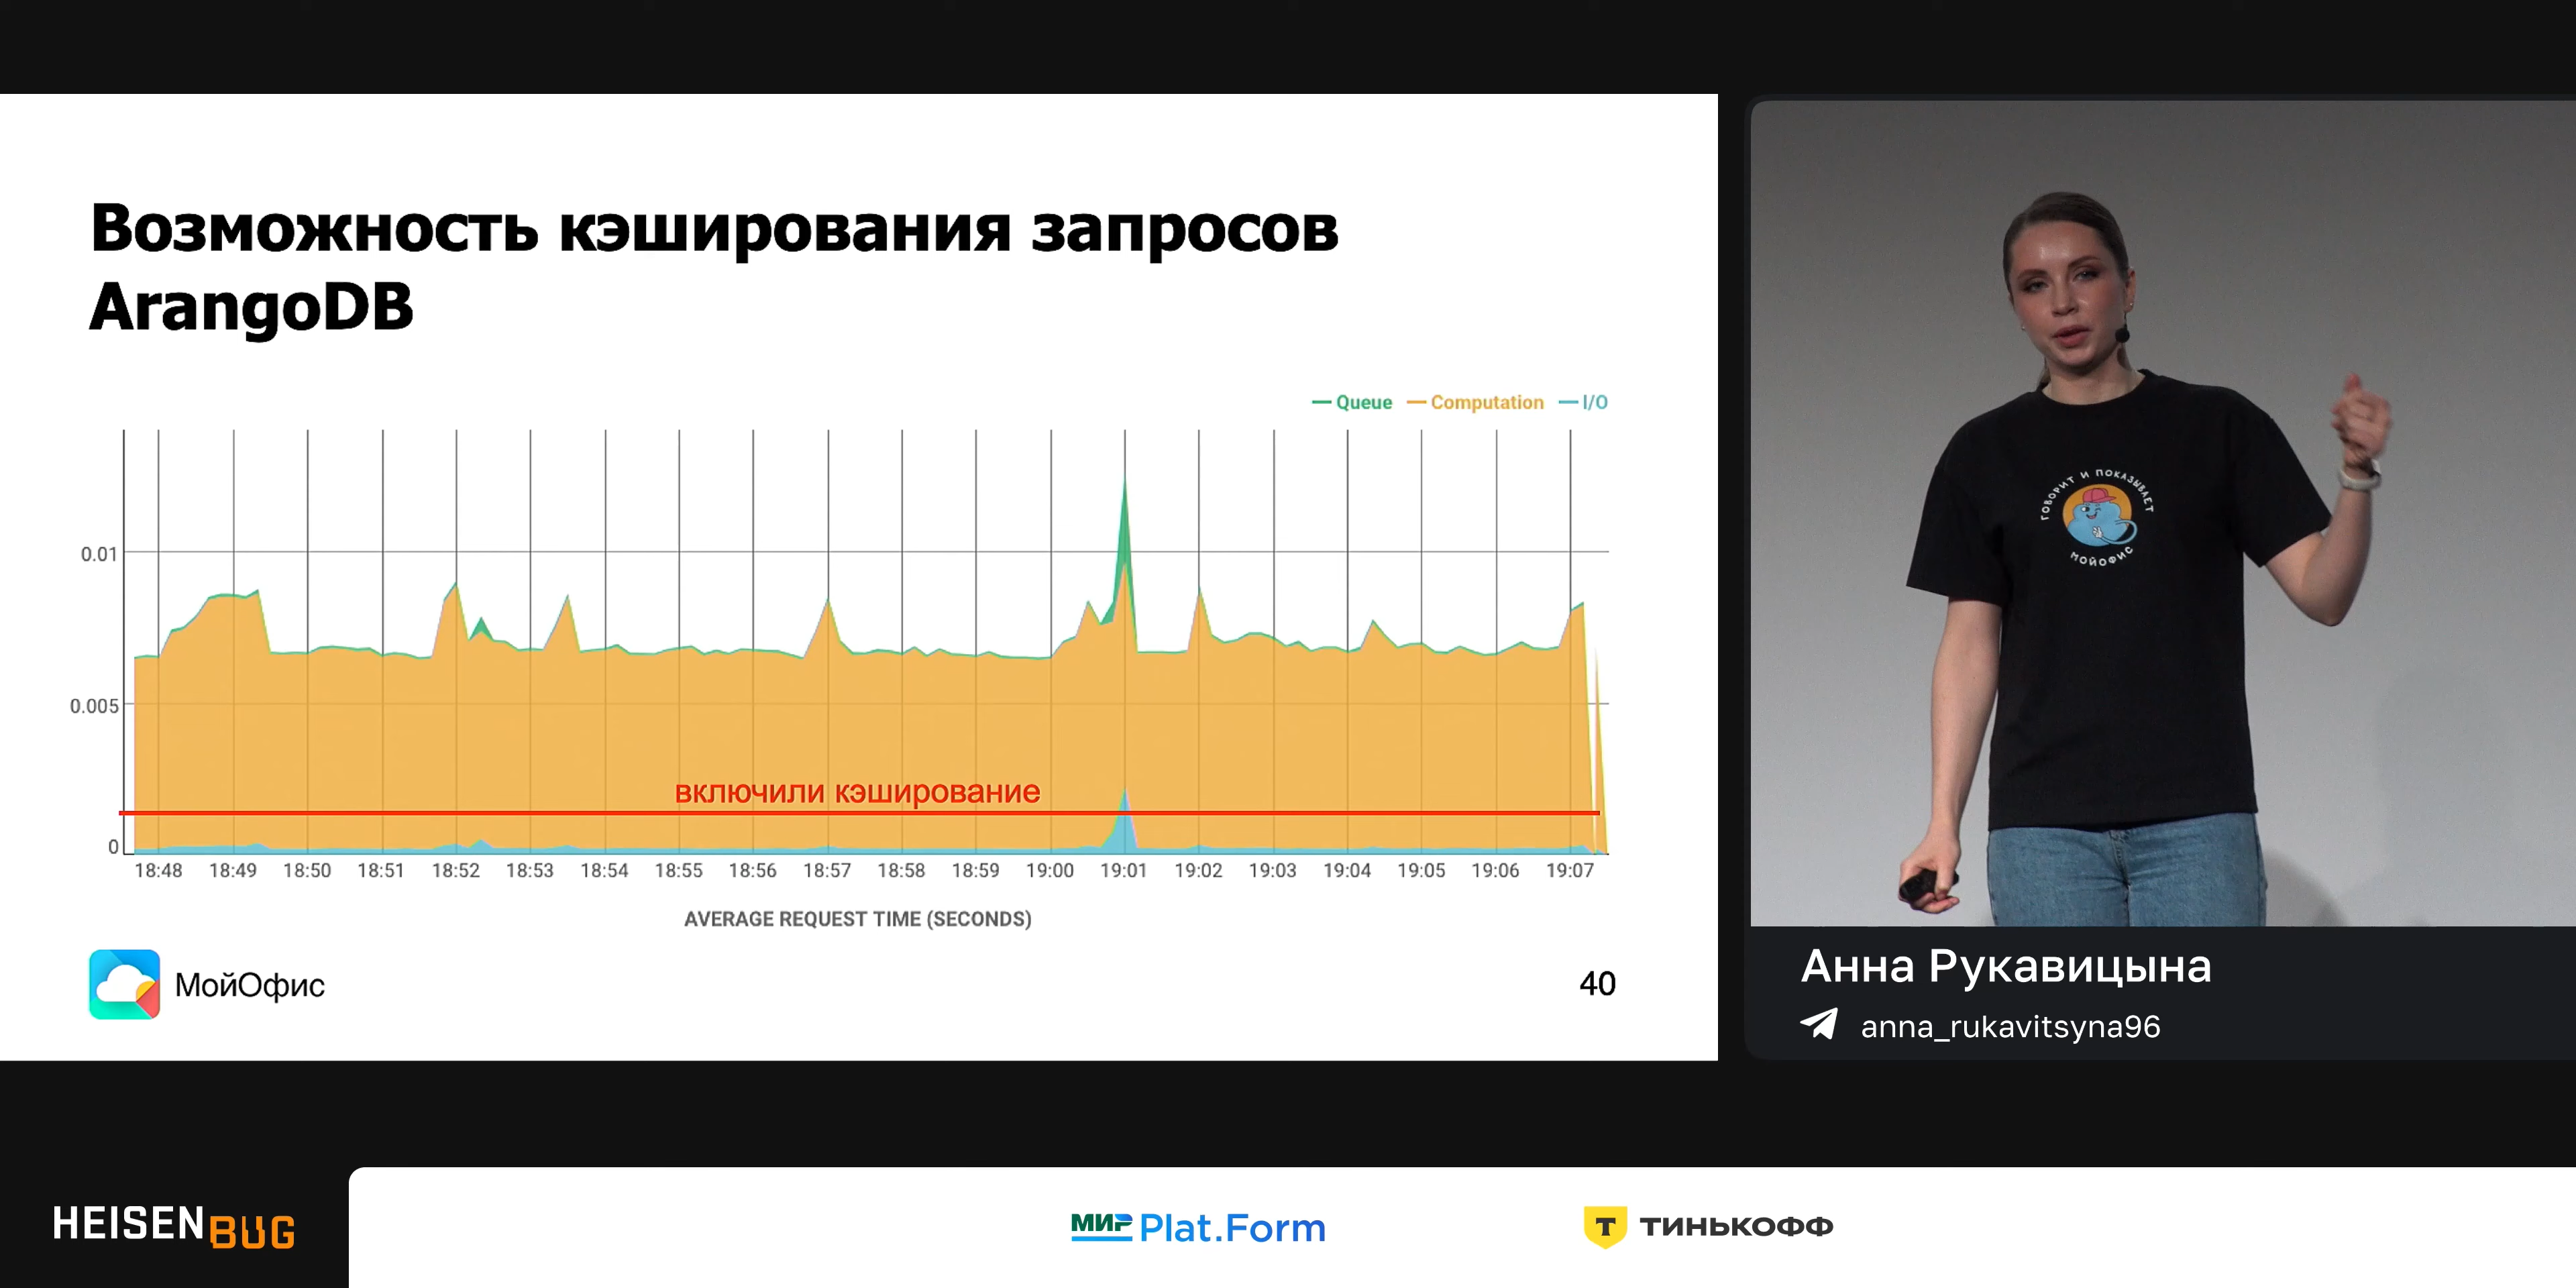 Возможность кэширования запросов
ArangoDB
Queue Computation I/O
0.01
0.005
0
включили кэширование
18:48 18:49 18:50 18:51 18:52 18:53 18:54 18:55 18:56 18:57 18:58 18:59 19:00 19:01 19:02 19:03 19:04 19:05 19:06 19:07
AVERAGE REQUEST TIME (SECONDS)
МойОфис
40
ГОВОРИТ И ПОКАЗЫВАЕТ
МОЙОФИС
Анна Рукавицына
anna_rukavitsyna96
HEISENBUG
МИР Plat.Form
Т ТИНЬКОФФ